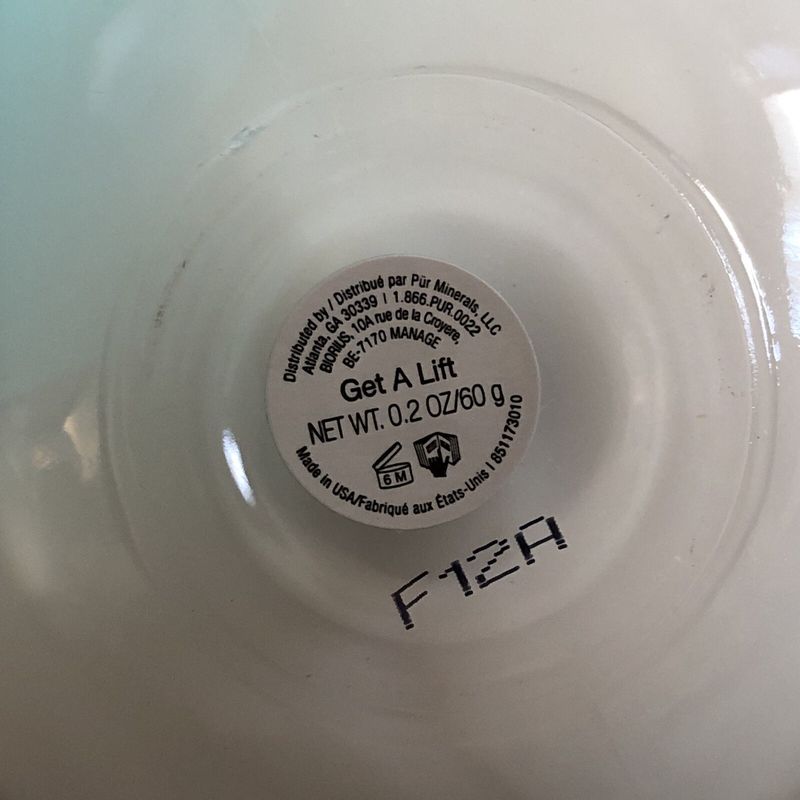 Distributed by / Distribué par Pür Minerals, LLC
Atlanta, GA 30339 | 1.866.PUR.0022
BIORIUS, 10A rue de la Croyere,
BE-7170 MANAGE
Get A Lift
NET WT. 0.2 OZ/60 g
6 M
Made in USA/Fabriqué aux États-Unis | 851173010
F12A